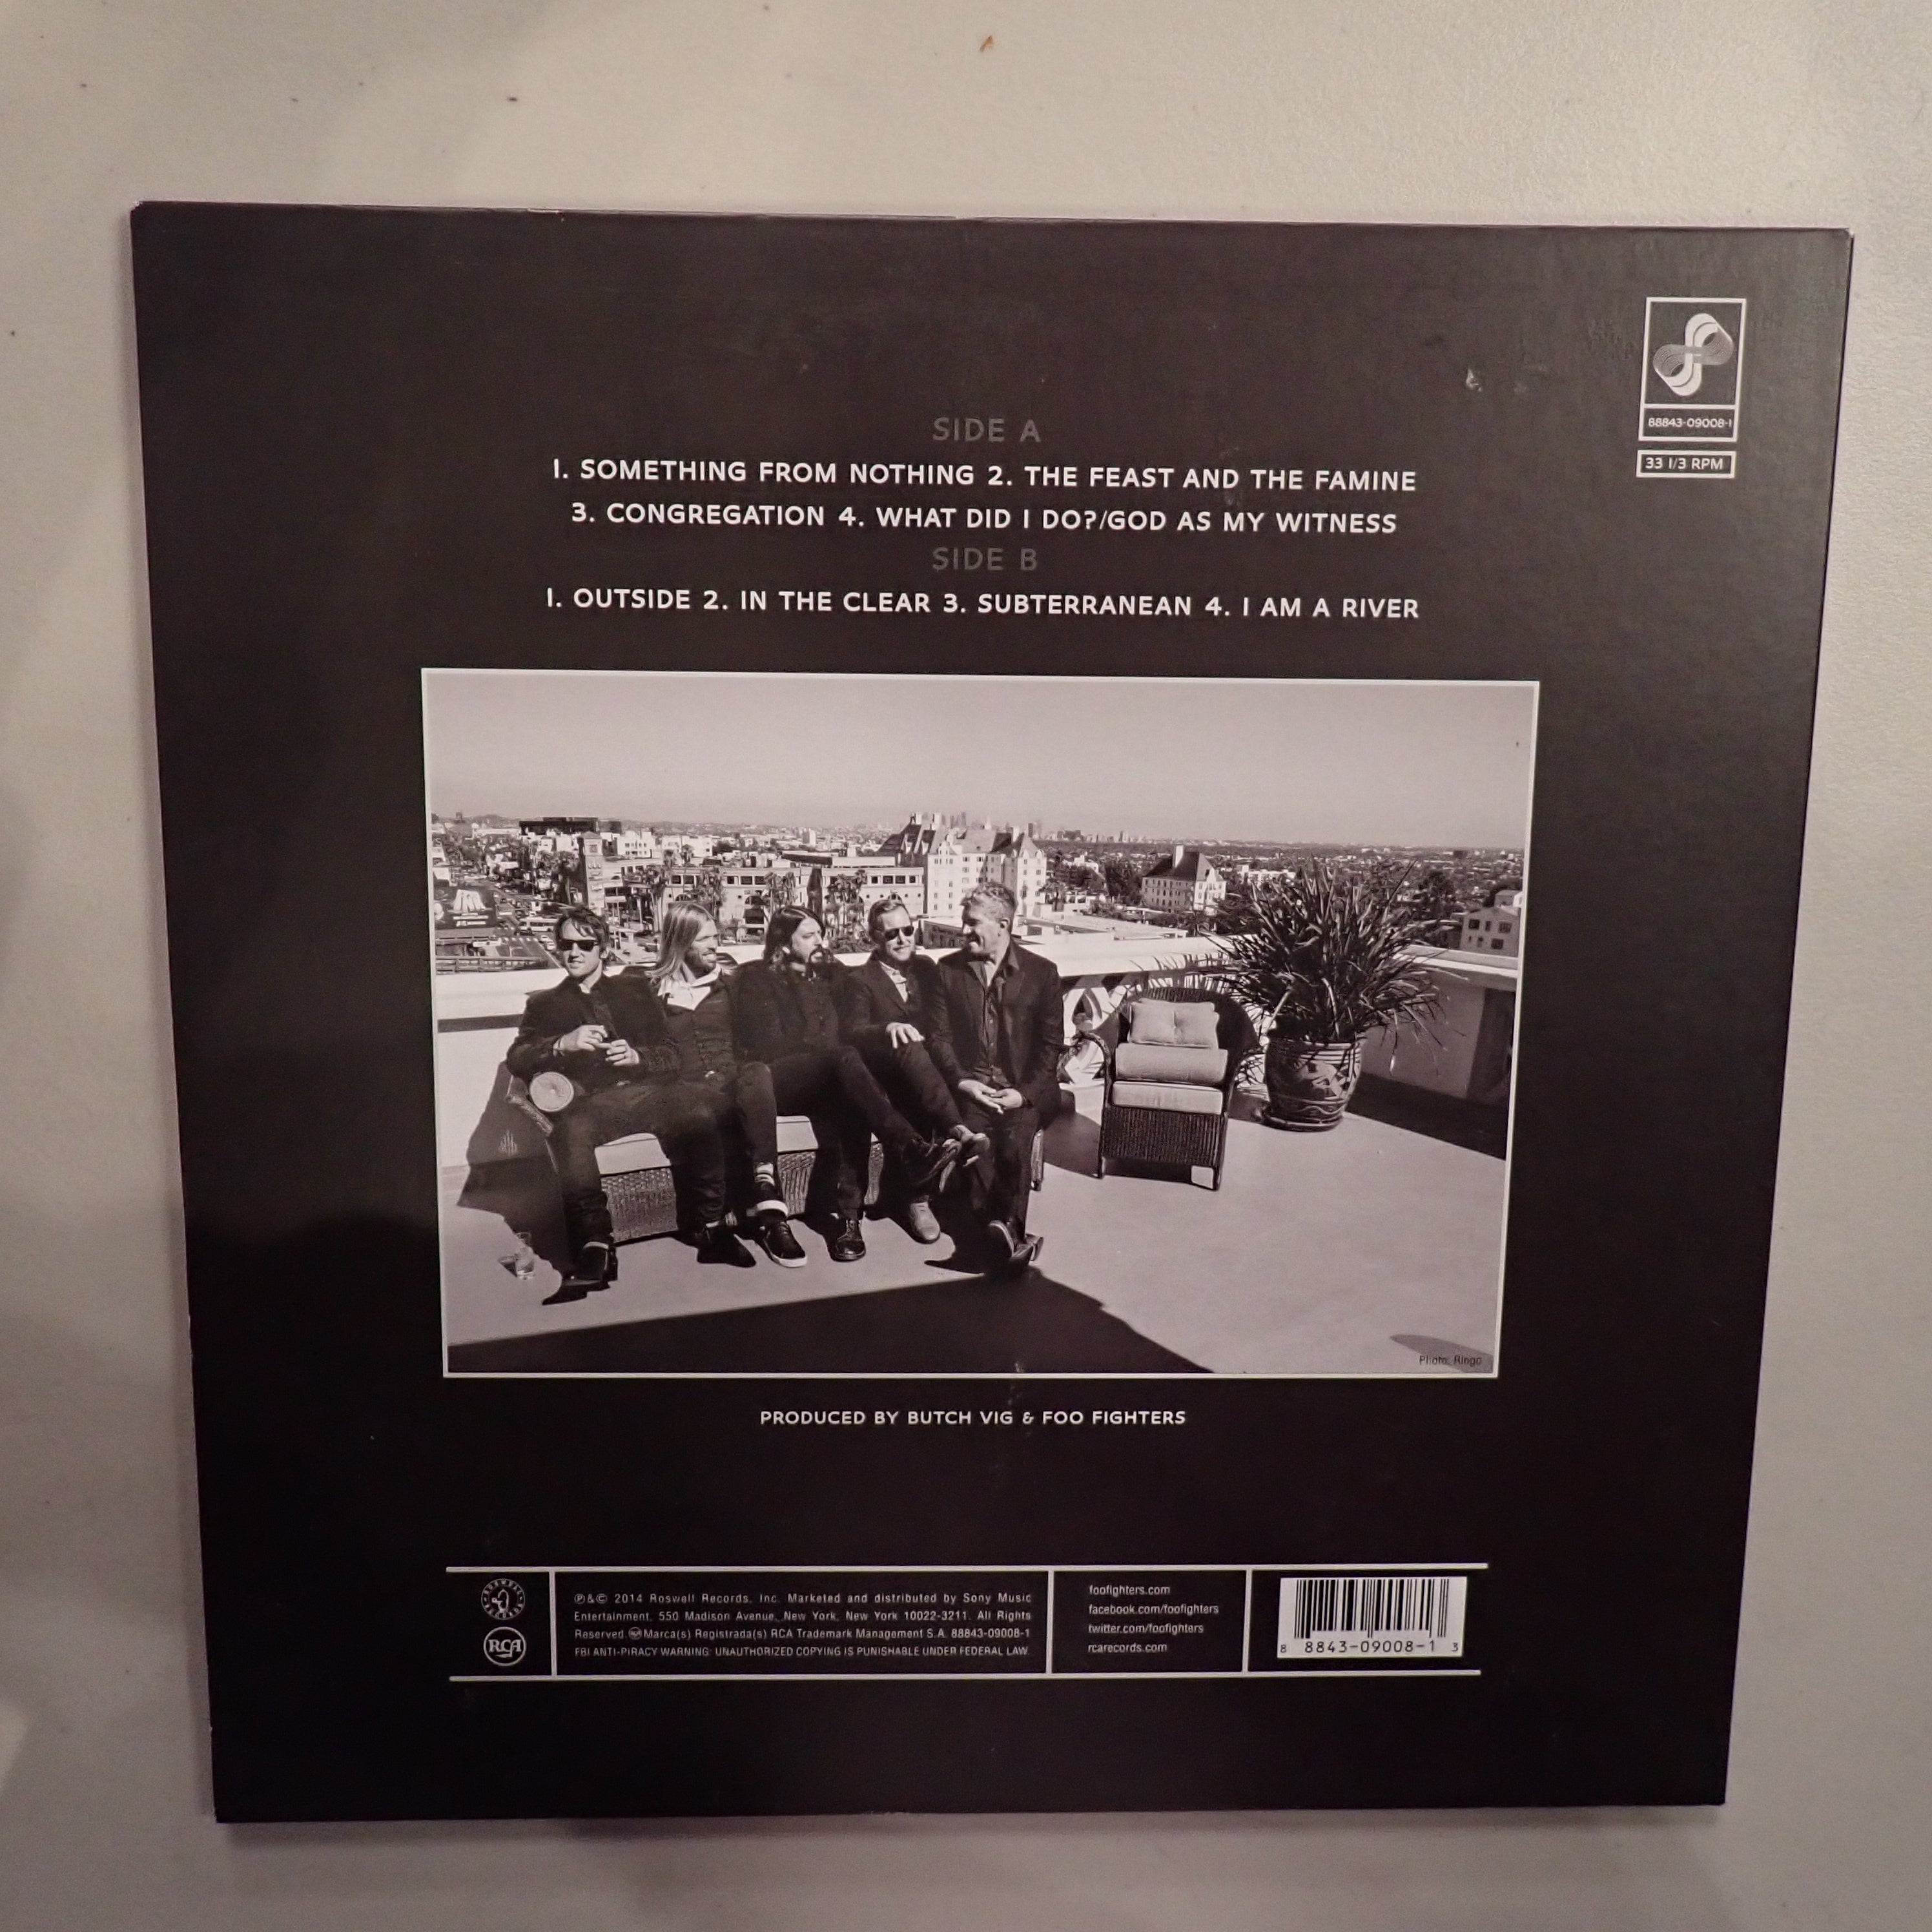 88843-09008-1
33 1/3 RPM
SIDE A
1. SOMETHING FROM NOTHING 2. THE FEAST AND THE FAMINE
3. CONGREGATION 4. WHAT DID I DO?/GOD AS MY WITNESS
SIDE B
1. OUTSIDE 2. IN THE CLEAR 3. SUBTERRANEAN 4. I AM A RIVER
Photo: Ringo
PRODUCED BY BUTCH VIG & FOO FIGHTERS
RCA
℗&© 2014 Roswell Records, Inc. Marketed and distributed by Sony Music
Entertainment, 550 Madison Avenue, New York, New York 10022-3211. All Rights
Reserved. Marca(s) Registrada(s) RCA Trademark Management S.A. 88843-09008-1
FBI ANTI-PIRACY WARNING: UNAUTHORIZED COPYING IS PUNISHABLE UNDER FEDERAL LAW.
foofighters.com
facebook.com/foofighters
twitter.com/foofighters
rcarecords.com
8 8843-09008-1 3